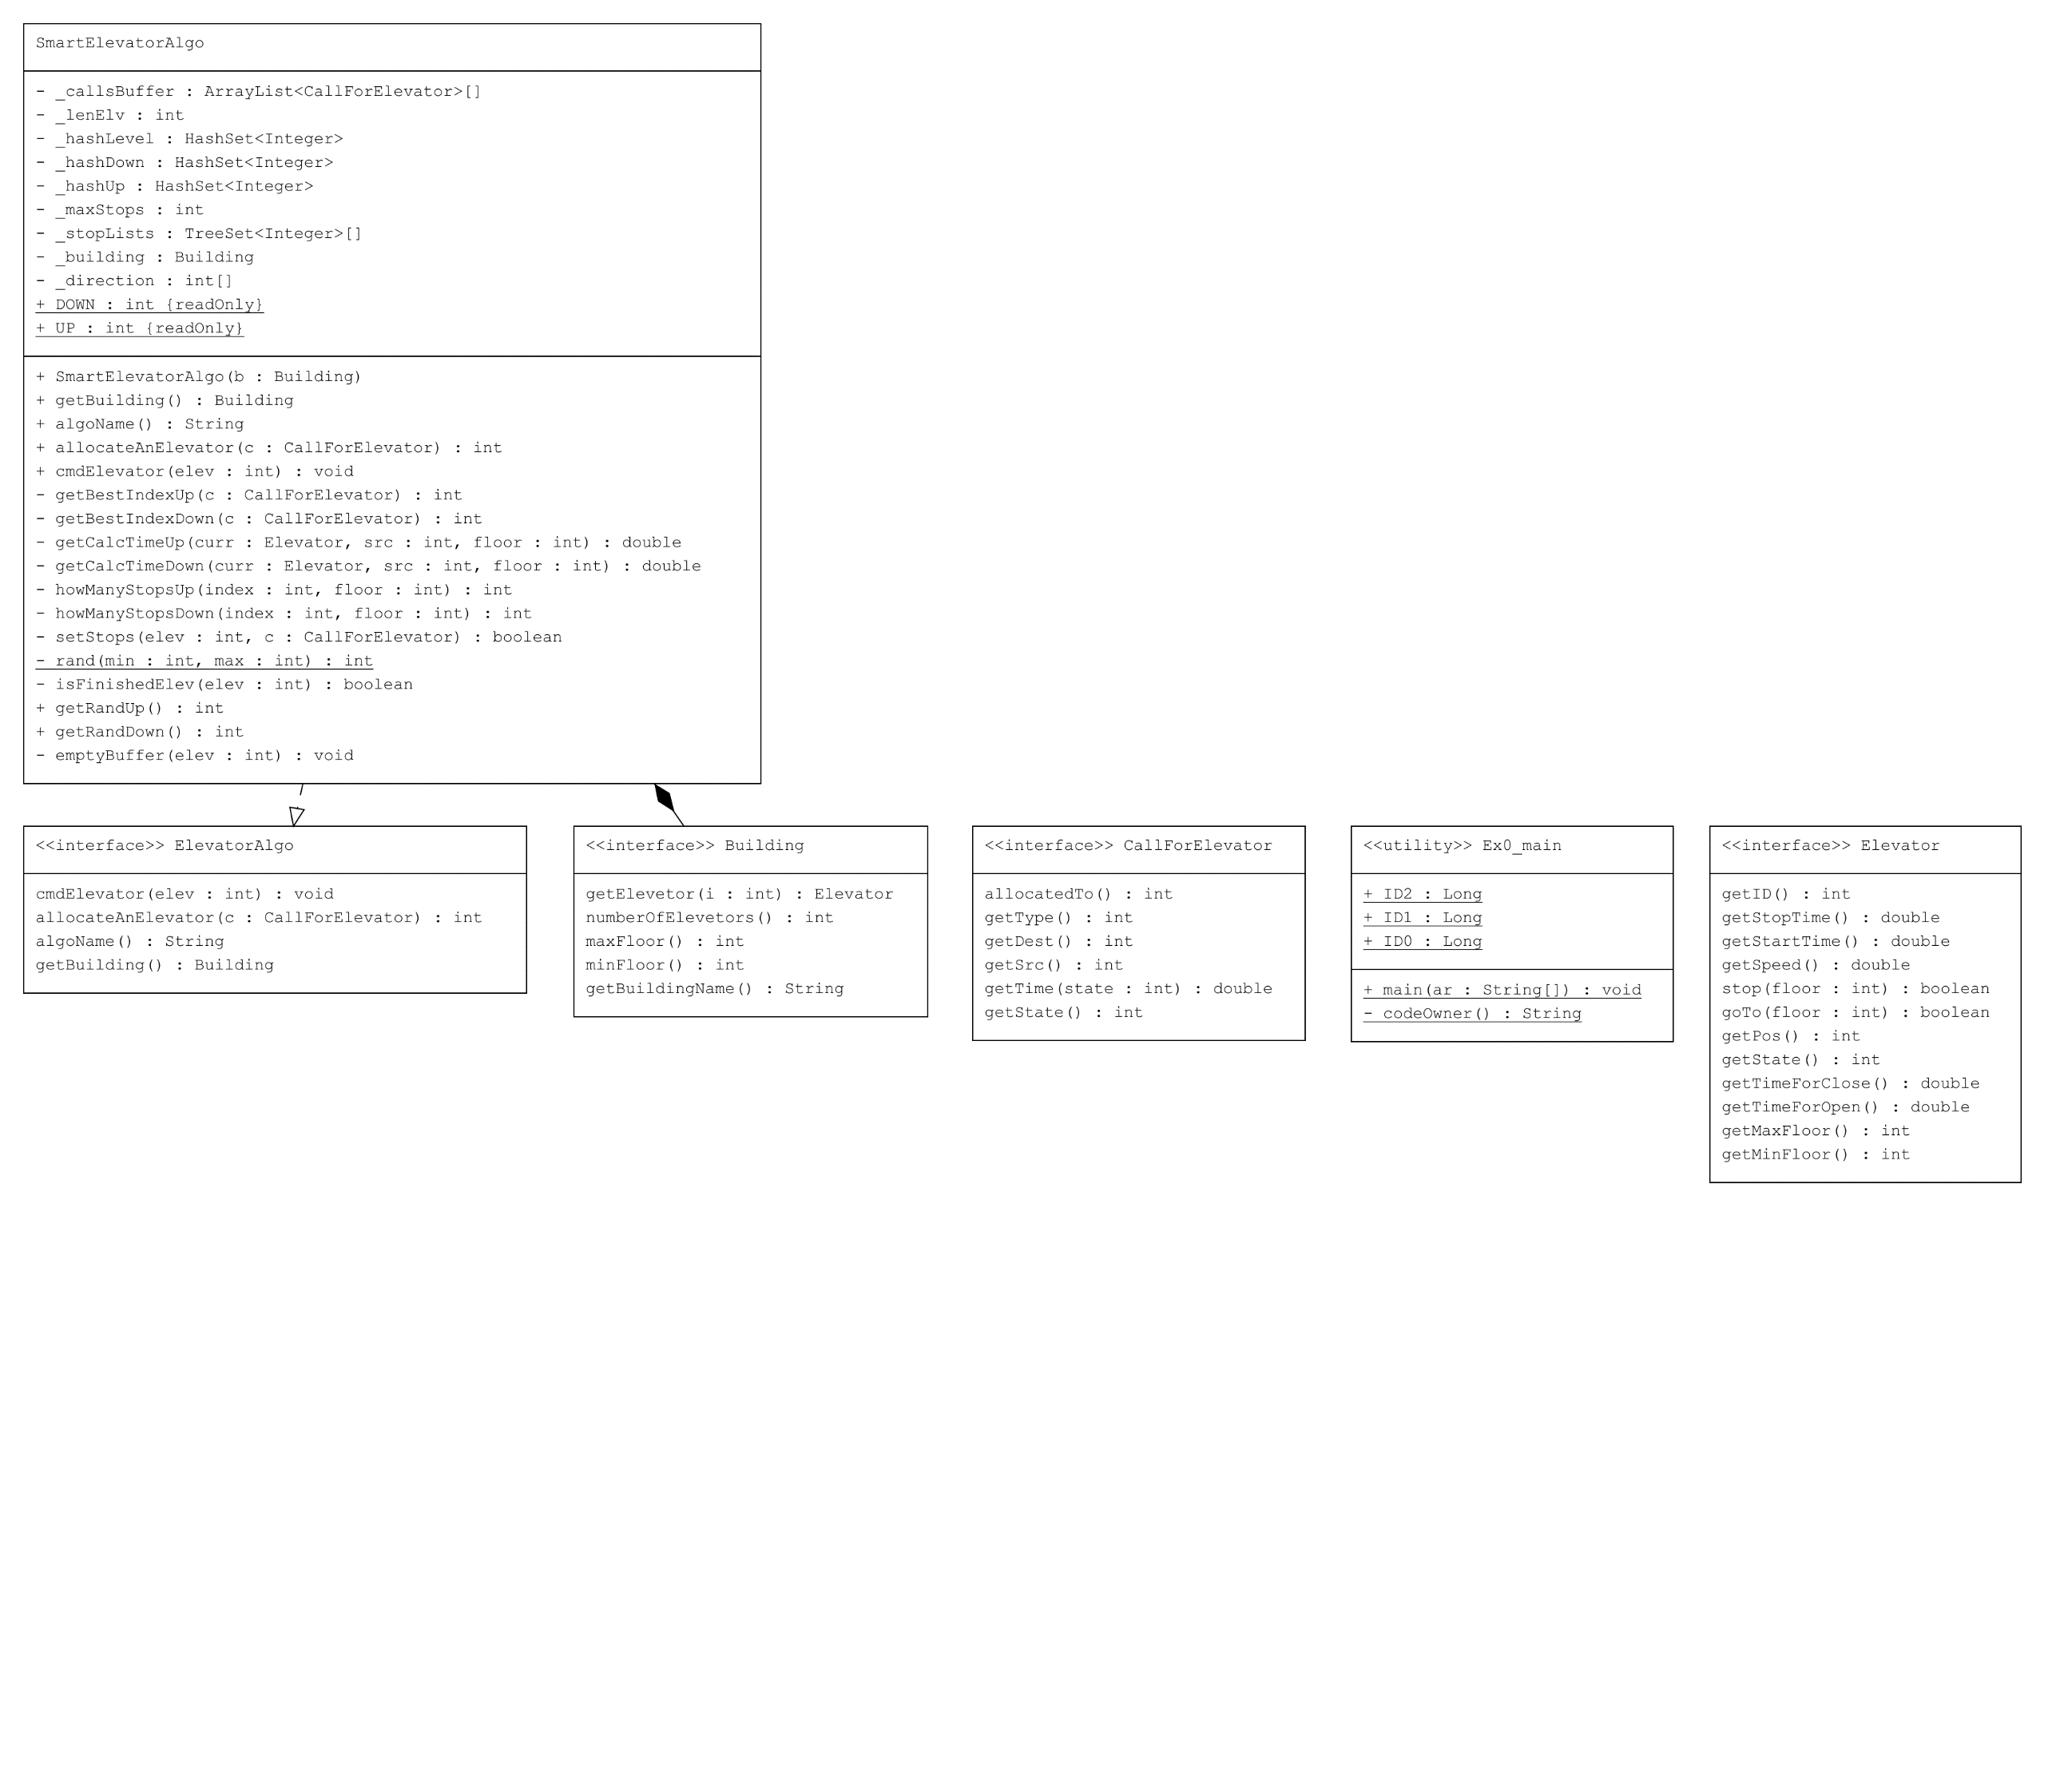 SmartElevatorAlgo
- _callsBuffer : ArrayList<CallForElevator>[]
- _lenElv : int
- _hashLevel : HashSet<Integer>
- _hashDown : HashSet<Integer>
- _hashUp : HashSet<Integer>
- _maxStops : int
- _stopLists : TreeSet<Integer>[]
- _building : Building
- _direction : int[]
+ DOWN : int {readOnly}
+ UP : int {readOnly}
+ SmartElevatorAlgo(b : Building)
+ getBuilding() : Building
+ algoName() : String
+ allocateAnElevator(c : CallForElevator) : int
+ cmdElevator(elev : int) : void
- getBestIndexUp(c : CallForElevator) : int
- getBestIndexDown(c : CallForElevator) : int
- getCalcTimeUp(curr : Elevator, src : int, floor : int) : double
- getCalcTimeDown(curr : Elevator, src : int, floor : int) : double
- howManyStopsUp(index : int, floor : int) : int
- howManyStopsDown(index : int, floor : int) : int
- setStops(elev : int, c : CallForElevator) : boolean
- rand(min : int, max : int) : int
- isFinishedElev(elev : int) : boolean
+ getRandUp() : int
+ getRandDown() : int
- emptyBuffer(elev : int) : void
<<interface>> ElevatorAlgo
cmdElevator(elev : int) : void
allocateAnElevator(c : CallForElevator) : int
algoName() : String
getBuilding() : Building
<<interface>> Building
getElevetor(i : int) : Elevator
numberOfElevetors() : int
maxFloor() : int
minFloor() : int
getBuildingName() : String
<<interface>> CallForElevator
allocatedTo() : int
getType() : int
getDest() : int
getSrc() : int
getTime(state : int) : double
getState() : int
<<utility>> Ex0_main
+ ID2 : Long
+ ID1 : Long
+ ID0 : Long
+ main(ar : String[]) : void
- codeOwner() : String
<<interface>> Elevator
getID() : int
getStopTime() : double
getStartTime() : double
getSpeed() : double
stop(floor : int) : boolean
goTo(floor : int) : boolean
getPos() : int
getState() : int
getTimeForClose() : double
getTimeForOpen() : double
getMaxFloor() : int
getMinFloor() : int